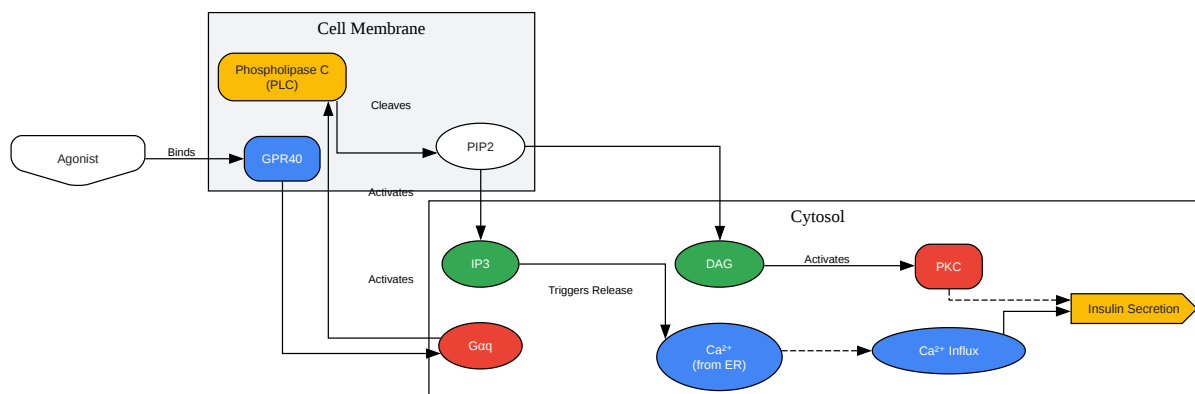 Cell Membrane
Phospholipase C
(PLC)
Cleaves
Agonist
Binds
GPR40
PIP2
Activates
Cytosol
IP3
DAG
Activates
PKC
Activates
Triggers Release
Insulin Secretion
Gαq
Ca²⁺
(from ER)
Ca²⁺ Influx